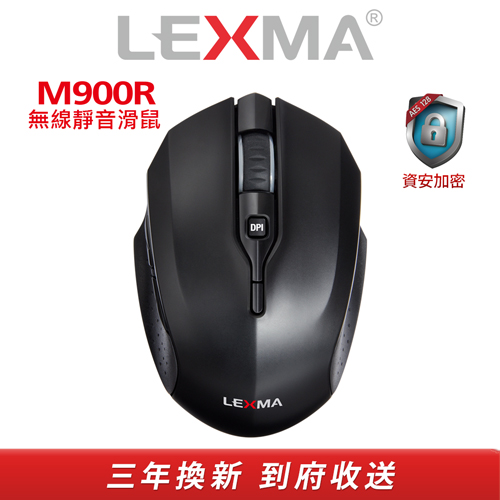 LEXMA®
M900R
無線靜音滑鼠
AES 128
資安加密
DPI
LEXMA
三年換新 到府收送